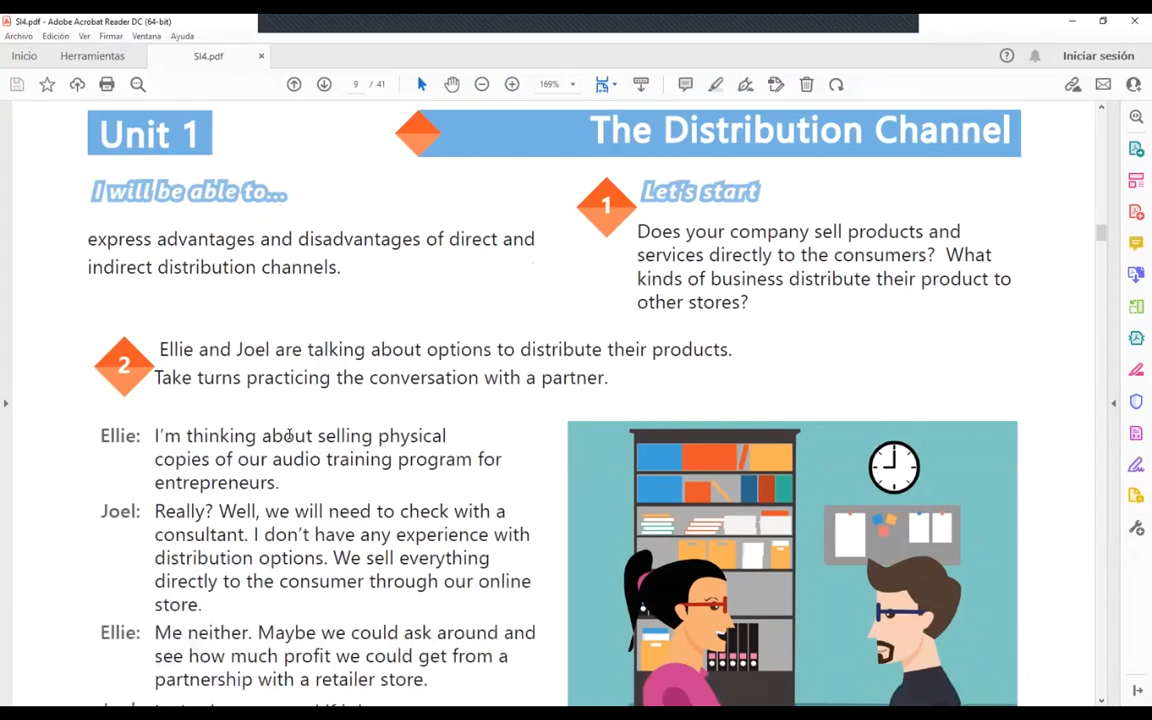 SI4.pdf - Adobe Acrobat Reader DC (64-bit)
Archivo Edición Ver Firmar Ventana Ayuda
Inicio Herramientas SI4.pdf × Iniciar sesión
9 / 41 169%
Unit 1
The Distribution Channel
I will be able to...
express advantages and disadvantages of direct and
indirect distribution channels.
1
Let's start
Does your company sell products and
services directly to the consumers? What
kinds of business distribute their product to
other stores?
2
Ellie and Joel are talking about options to distribute their products.
Take turns practicing the conversation with a partner.
Ellie: I'm thinking about selling physical
copies of our audio training program for
entrepreneurs.
Joel: Really? Well, we will need to check with a
consultant. I don't have any experience with
distribution options. We sell everything
directly to the consumer through our online
store.
Ellie: Me neither. Maybe we could ask around and
see how much profit we could get from a
partnership with a retailer store.